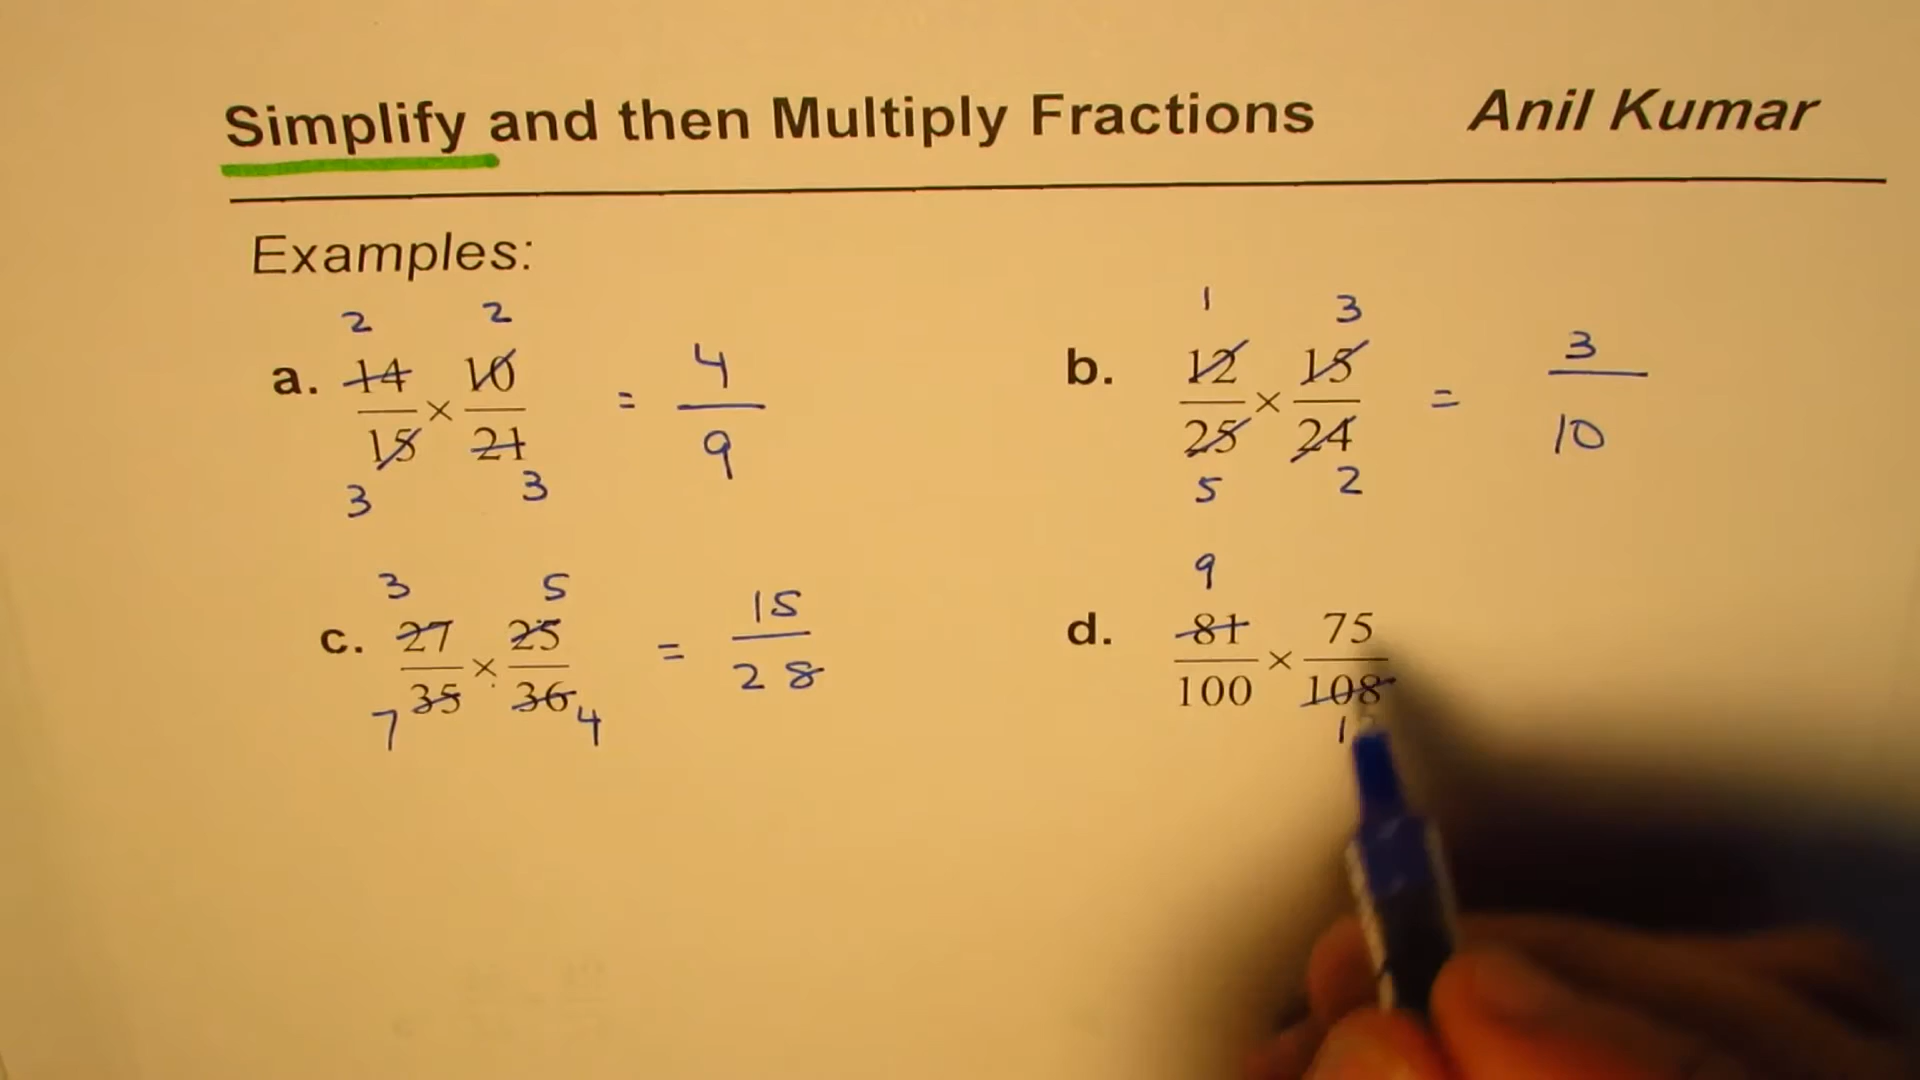 Simplify and then Multiply Fractions Anil Kumar
Examples:
2 2
a. 14/15 × 10/21 = 4/9
3 3
1 3
b. 12/25 × 15/24 = 3/10
5 2
3 5
c. 27/35 × 25/36 = 15/28
7 4
9
d. 81/100 × 75/108
1